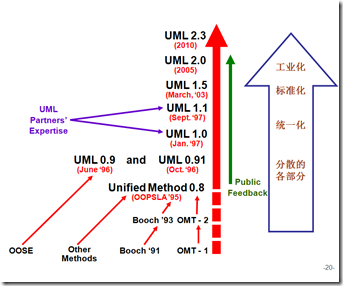 UML 2.3
(2010)
UML 2.0
(2005)
UML 1.5
(March, '03)
UML 1.1
(Sept. '97)
UML 1.0
(Jan. '97)
UML
Partners'
Expertise
UML 0.9 and UML 0.91
(June '96) (Oct. '96)
Unified Method 0.8
(OOPSLA '95)
Public
Feedback
Booch '93 OMT - 2
OOSE Other Methods Booch '91 OMT - 1
工业化
标准化
统一化
分散的
各部分
-20-